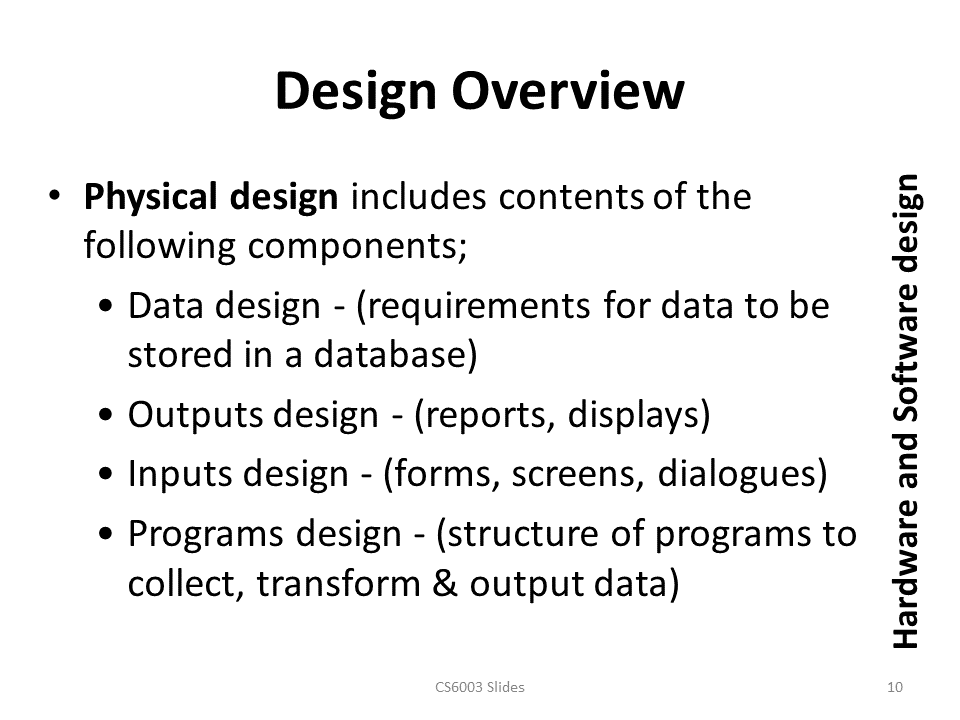 Design Overview
• Physical design includes contents of the
following components;
• Data design - (requirements for data to be
stored in a database)
• Outputs design - (reports, displays)
• Inputs design - (forms, screens, dialogues)
• Programs design - (structure of programs to
collect, transform & output data)
Hardware and Software design
CS6003 Slides
10